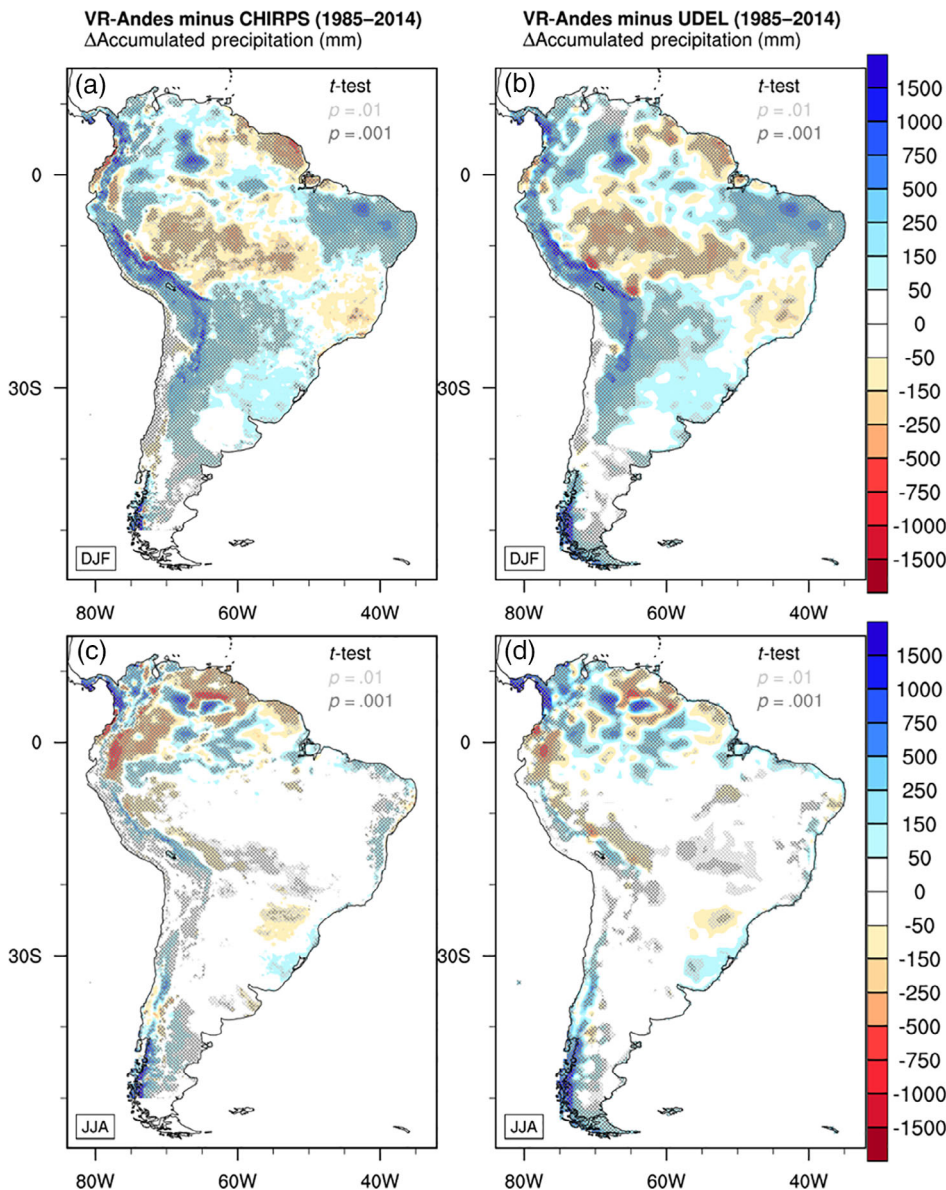 VR-Andes minus CHIRPS (1985–2014)
ΔAccumulated precipitation (mm)
VR-Andes minus UDEL (1985–2014)
ΔAccumulated precipitation (mm)
(a)
t-test
p = .01
p = .001
0
30S
DJF
80W 60W 40W
(b)
t-test
p = .01
p = .001
0
30S
DJF
80W 60W 40W
1500
1000
750
500
250
150
50
0
-50
-150
-250
-500
-750
-1000
-1500
(c)
t-test
p = .01
p = .001
0
30S
JJA
80W 60W 40W
(d)
t-test
p = .01
p = .001
0
30S
JJA
80W 60W 40W
1500
1000
750
500
250
150
50
0
-50
-150
-250
-500
-750
-1000
-1500